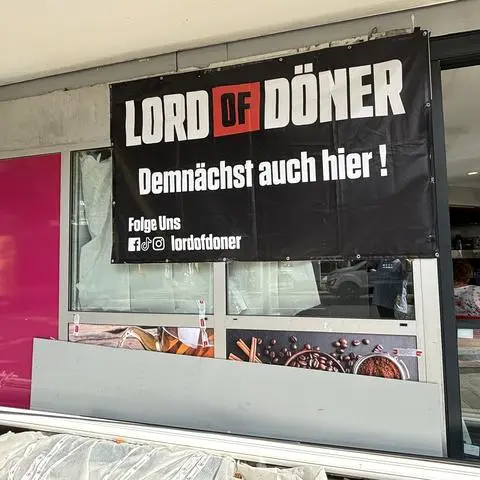 LORD OF DÖNER
Demnächst auch hier !
Folge Uns
lordofdoner